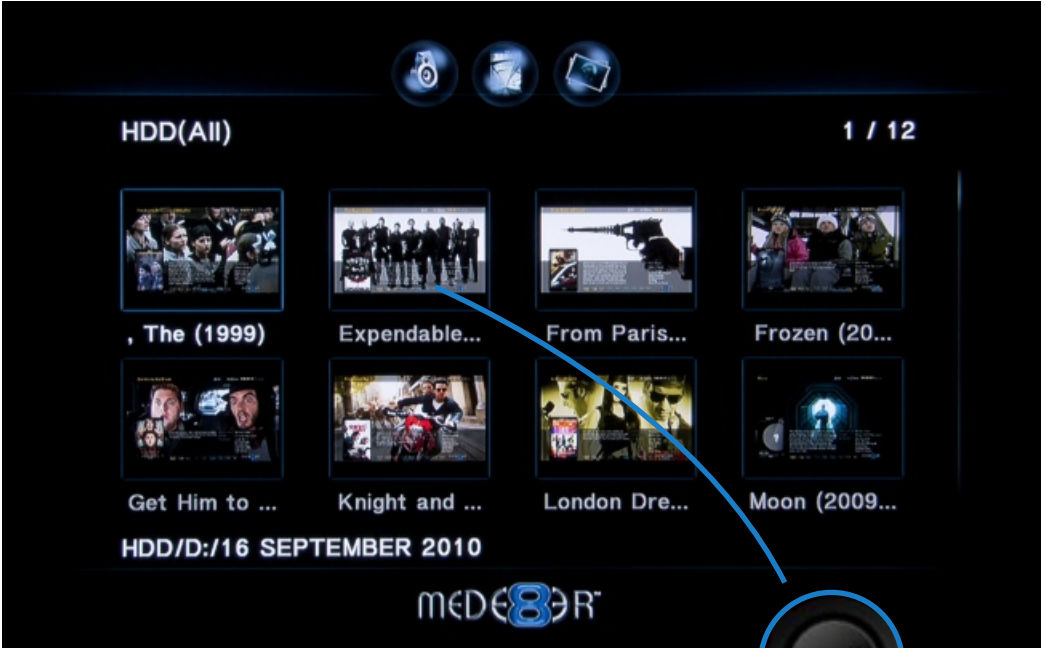 HDD(All)
1 / 12
, The (1999)
Expendable...
From Paris...
Frozen (20...
Get Him to ...
Knight and ...
London Dre...
Moon (2009...
HDD/D:/16 SEPTEMBER 2010
MEDE8ER™